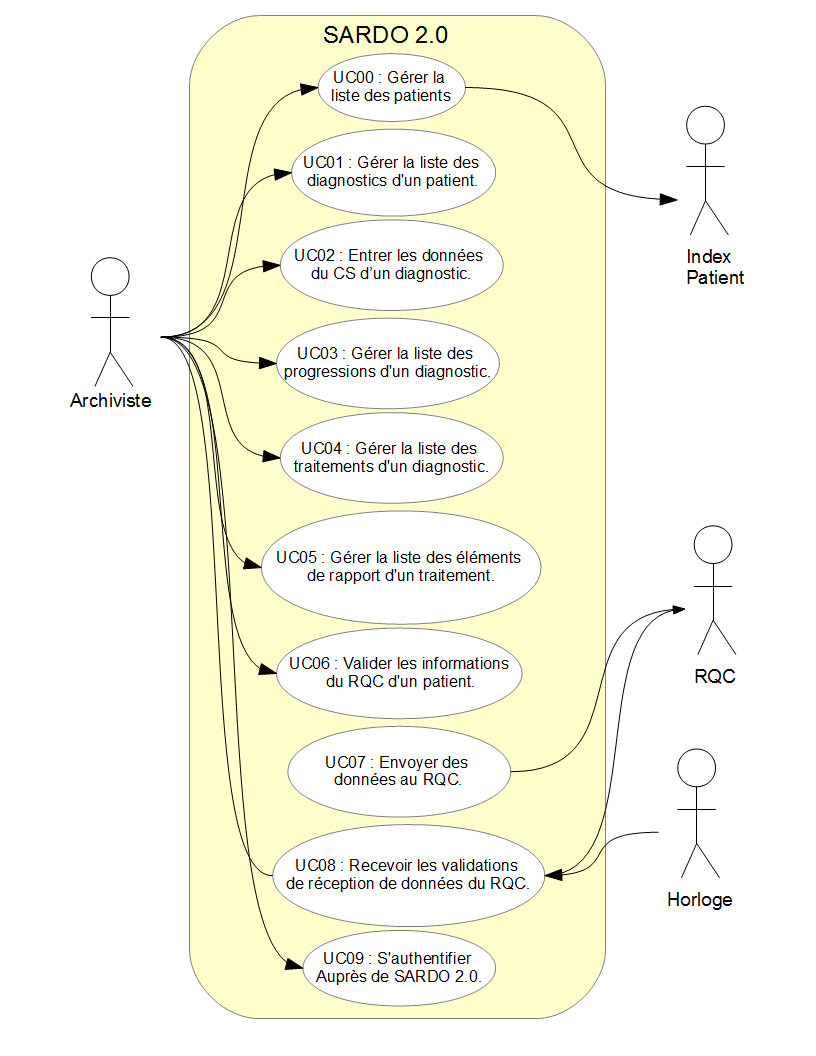 SARDO 2.0
UC00 : Gérer la
liste des patients
UC01 : Gérer la liste des
diagnostics d'un patient.
Index
Patient
UC02 : Entrer les données
du CS d’un diagnostic.
UC03 : Gérer la liste des
progressions d'un diagnostic.
Archiviste
UC04 : Gérer la liste des
traitements d'un diagnostic.
UC05 : Gérer la liste des éléments
de rapport d'un traitement.
UC06 : Valider les informations
du RQC d'un patient.
RQC
UC07 : Envoyer des
données au RQC.
UC08 : Recevoir les validations
de réception de données du RQC.
Horloge
UC09 : S'authentifier
Auprès de SARDO 2.0.